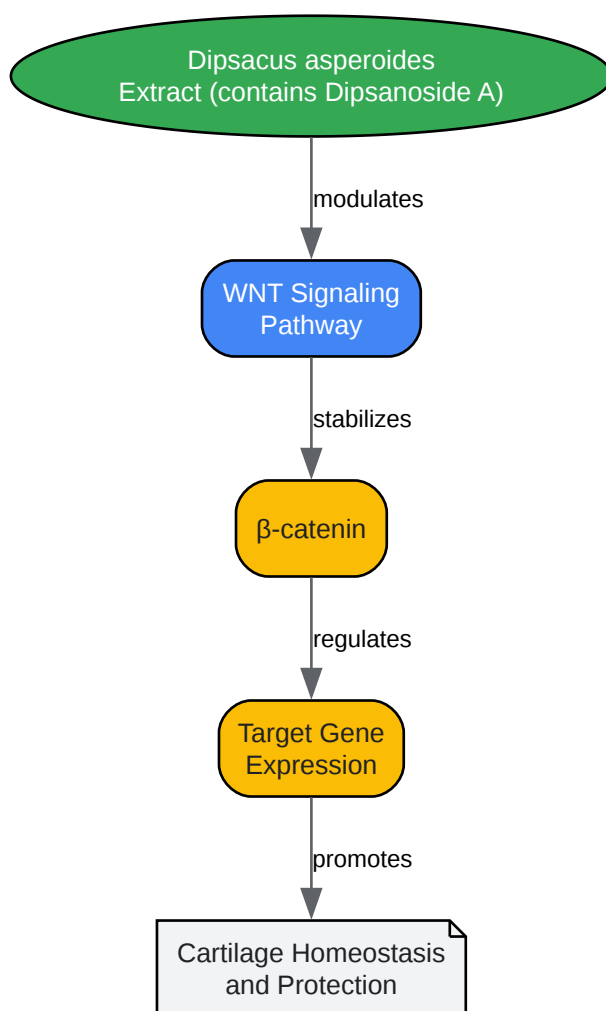 Dipsacus asperoides
Extract (contains Dipsanoside A)
modulates
WNT Signaling
Pathway
stabilizes
β-catenin
regulates
Target Gene
Expression
promotes
Cartilage Homeostasis
and Protection